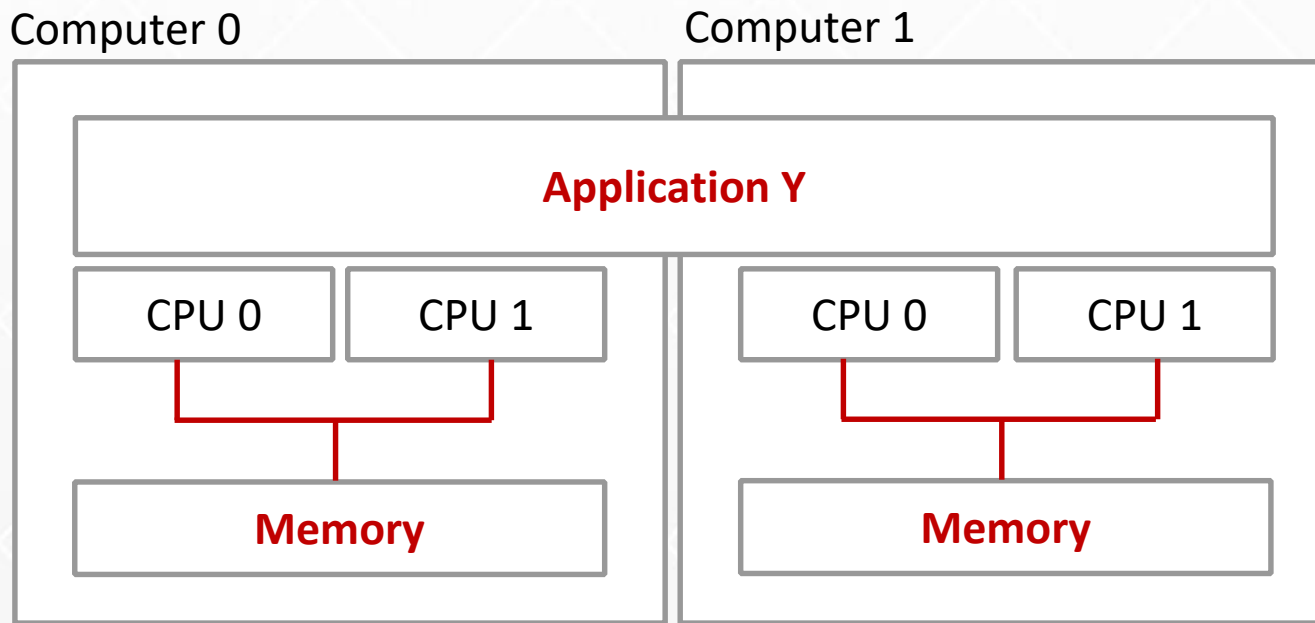 Computer 0
Computer 1
Application Y
CPU 0
CPU 1
CPU 0
CPU 1
Memory
Memory